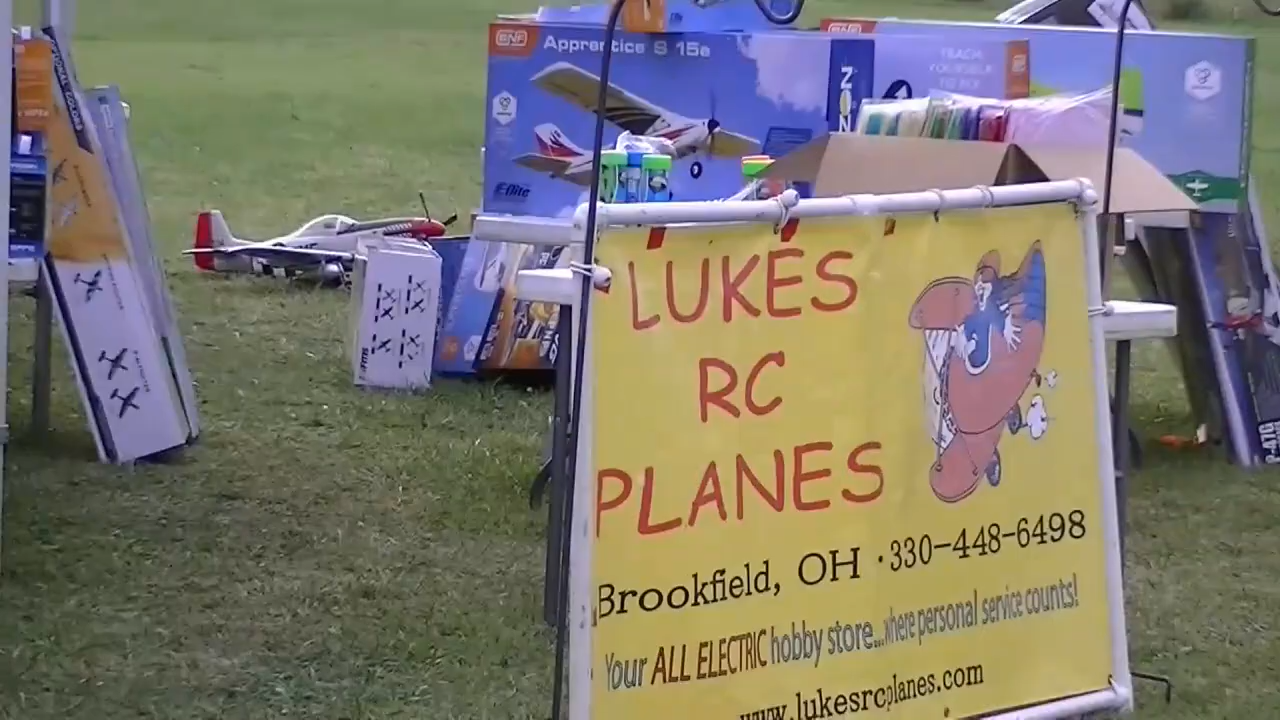 BNF
Apprentice S 15e
E-flite
TEACH
YOURSELF
TO FLY
LUKES
RC
PLANES
Brookfield, OH · 330-448-6498
Your ALL ELECTRIC hobby store...where personal service counts!
www.lukesrcplanes.com
P-47D